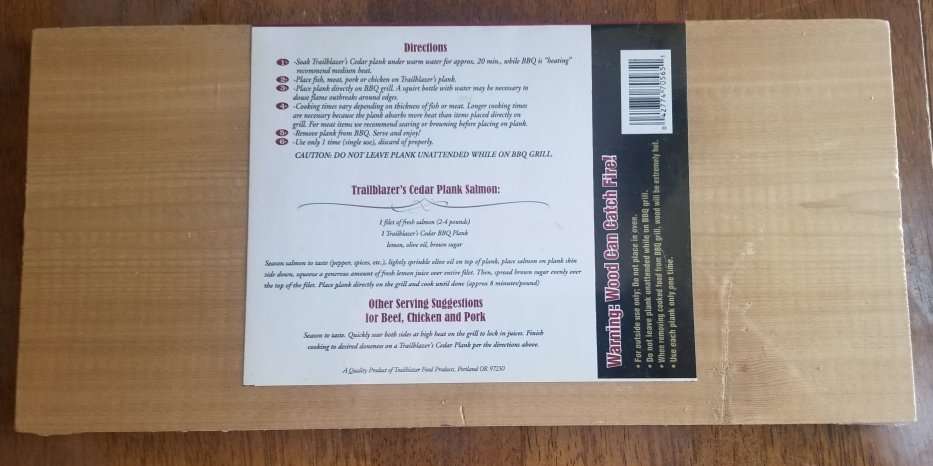 Directions
1 -Soak Trailblazer's Cedar plank under warm water for approx. 20 min., while BBQ is "heating"
recommend medium heat.
2 -Place fish, meat, pork or chicken on Trailblazer's plank.
3 -Place plank directly on BBQ grill. A squirt bottle with water may be necessary to
douse flame outbreaks around edges.
4 -Cooking times vary depending on thickness of fish or meat. Longer cooking times
are necessary because the plank absorbs more heat than items placed directly on
grill. For meat items we recommend searing or browning before placing on plank.
5 -Remove plank from BBQ. Serve and enjoy!
6 -Use only 1 time (single use), discard of properly.
CAUTION: DO NOT LEAVE PLANK UNATTENDED WHILE ON BBQ GRILL.
Trailblazer's Cedar Plank Salmon:
1 filet of fresh salmon (2-4 pounds)
1 Trailblazer's Cedar BBQ Plank
lemon, olive oil, brown sugar
Season salmon to taste (pepper, spices, etc.), lightly sprinkle olive oil on top of plank, place salmon on plank skin
side down, squeeze a generous amount of fresh lemon juice over entire filet. Then, spread brown sugar evenly over
the top of the filet. Place plank directly on the grill and cook until done (approx 8 minutes/pound)
Other Serving Suggestions
for Beef, Chicken and Pork
Season to taste. Quickly sear both sides at high heat on the grill to lock in juices. Finish
cooking to desired doneness on a Trailblazer's Cedar Plank per the directions above.
A Quality Product of Trailblazer Food Products, Portland OR 97230
Warning: Wood Can Catch Fire!
• For outside use only; Do not place in oven.
• Do not leave plank unattended while on BBQ grill.
• When removing cooked food from BBQ grill, wood will be extremely hot.
• Use each plank only one time.